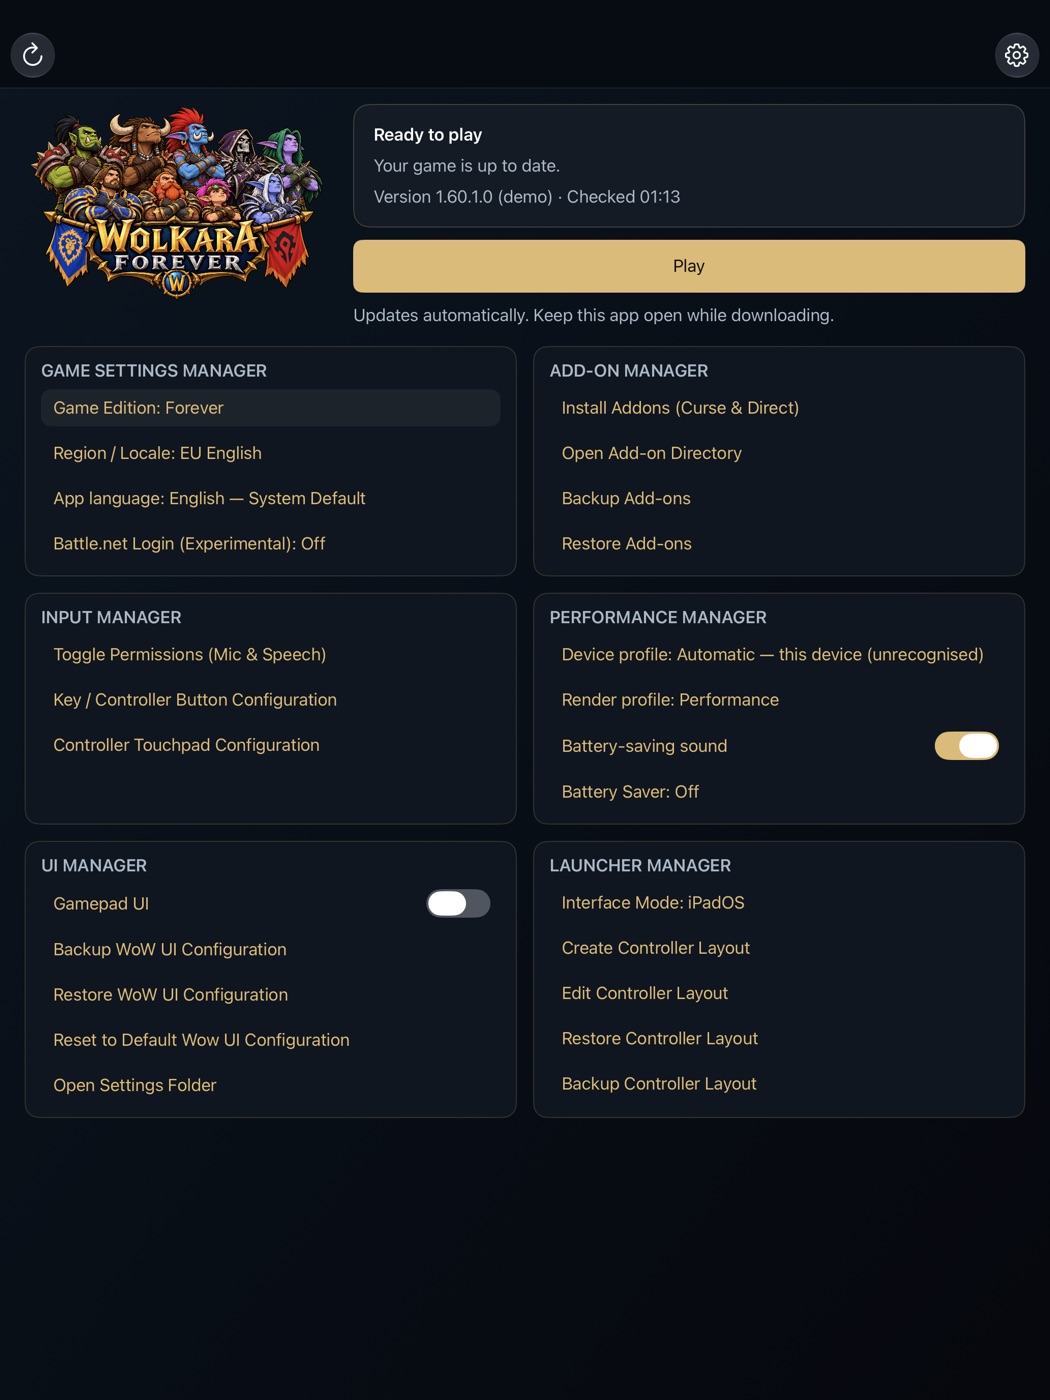 WOLKARA
FOREVER
W
Ready to play
Your game is up to date.
Version 1.60.1.0 (demo) · Checked 01:13
Play
Updates automatically. Keep this app open while downloading.
GAME SETTINGS MANAGER
Game Edition: Forever
Region / Locale: EU English
App language: English — System Default
Battle.net Login (Experimental): Off
ADD-ON MANAGER
Install Addons (Curse & Direct)
Open Add-on Directory
Backup Add-ons
Restore Add-ons
INPUT MANAGER
Toggle Permissions (Mic & Speech)
Key / Controller Button Configuration
Controller Touchpad Configuration
PERFORMANCE MANAGER
Device profile: Automatic — this device (unrecognised)
Render profile: Performance
Battery-saving sound
Battery Saver: Off
UI MANAGER
Gamepad UI
Backup WoW UI Configuration
Restore WoW UI Configuration
Reset to Default Wow UI Configuration
Open Settings Folder
LAUNCHER MANAGER
Interface Mode: iPadOS
Create Controller Layout
Edit Controller Layout
Restore Controller Layout
Backup Controller Layout